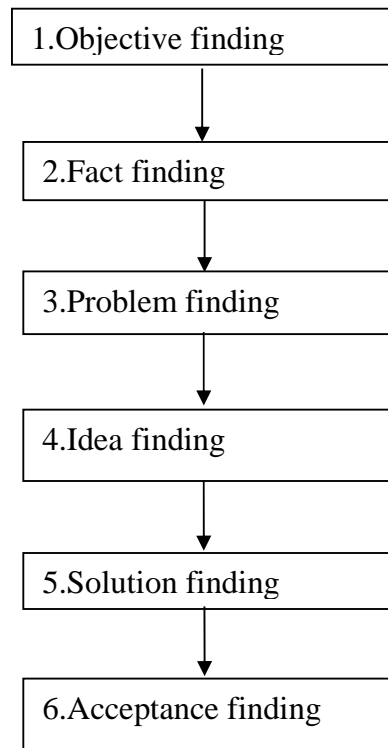 1.Objective finding
2.Fact finding
3.Problem finding
4.Idea finding
5.Solution finding
6.Acceptance finding